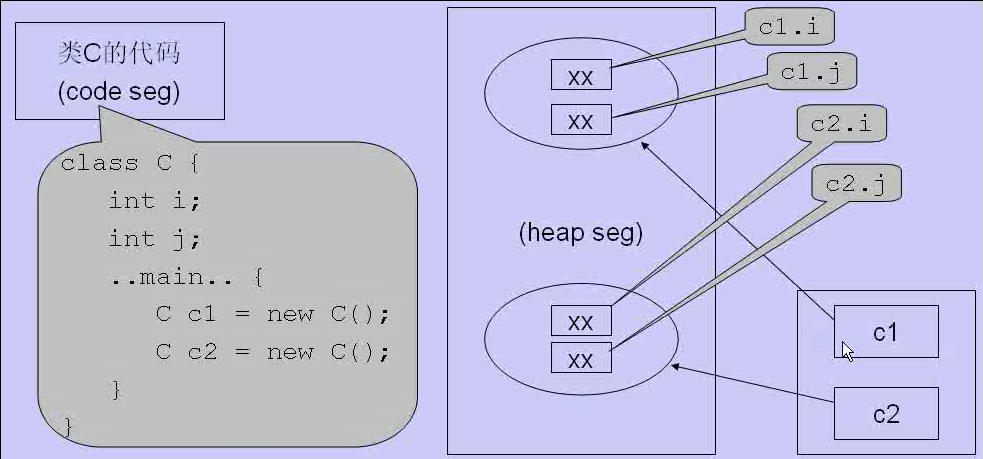 类C的代码
(code seg)
class C {
int i;
int j;
..main.. {
C c1 = new C();
C c2 = new C();
}
}
c1.i
xx
c1.j
xx
c2.i
c2.j
(heap seg)
xx
xx
c1
c2